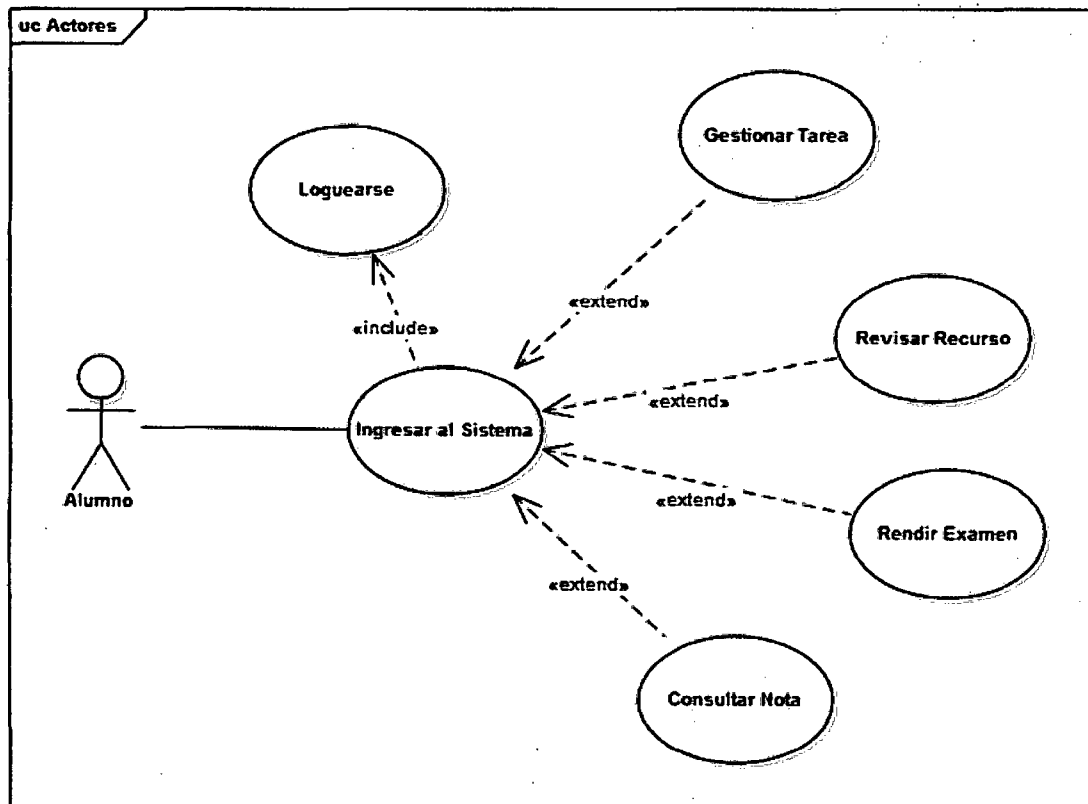 uc Actores
Gestionar Tarea
Loguearse
«extend»
«include»
Revisar Recurso
«extend»
Ingresar al Sistema
Alumno
«extend»
Rendir Examen
«extend»
Consultar Nota